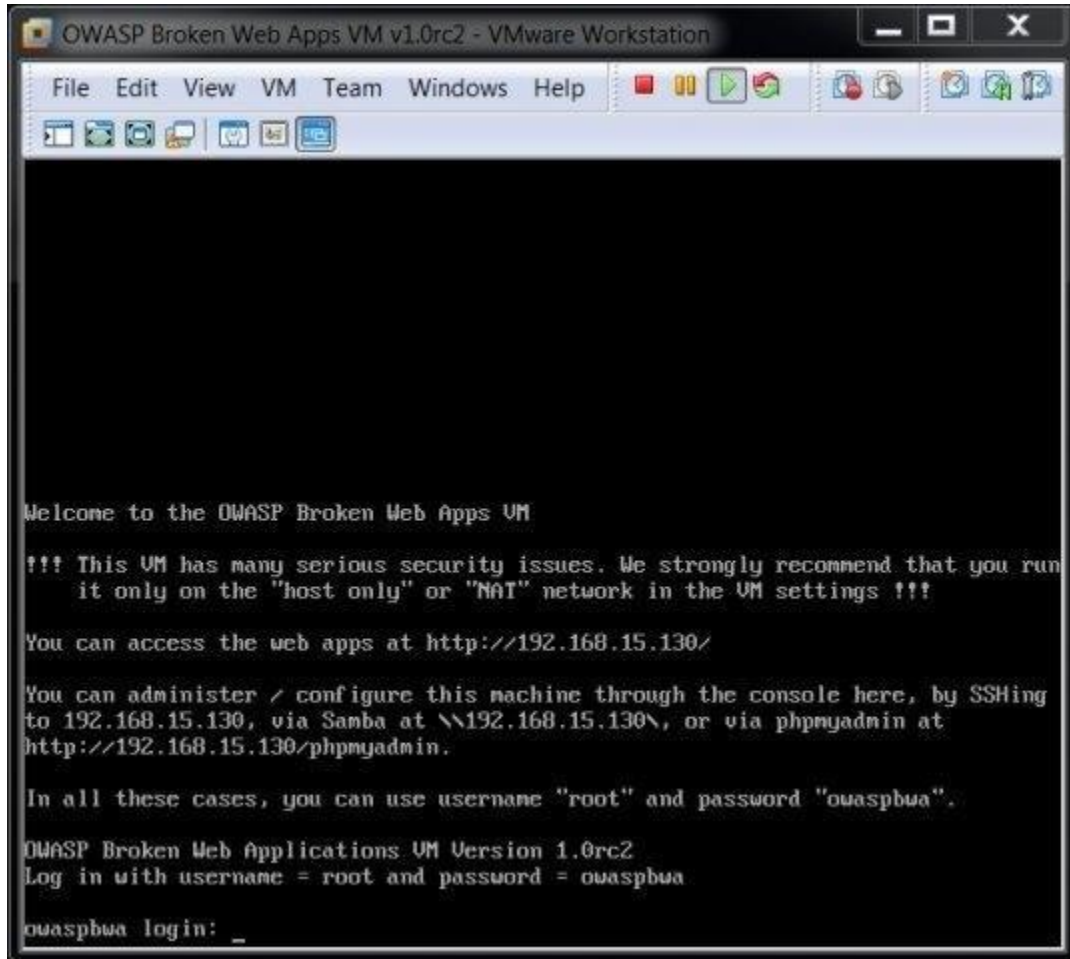 OWASP Broken Web Apps VM v1.0rc2 - VMware Workstation
File Edit View VM Team Windows Help
Welcome to the OWASP Broken Web Apps VM
!!! This VM has many serious security issues. We strongly recommend that you run
it only on the "host only" or "NAT" network in the VM settings !!!
You can access the web apps at http://192.168.15.130/
You can administer / configure this machine through the console here, by SSHing
to 192.168.15.130, via Samba at \\192.168.15.130\, or via phpmyadmin at
http://192.168.15.130/phpmyadmin.
In all these cases, you can use username "root" and password "owaspbwa".
OWASP Broken Web Applications VM Version 1.0rc2
Log in with username = root and password = owaspbwa
owaspbwa login: _